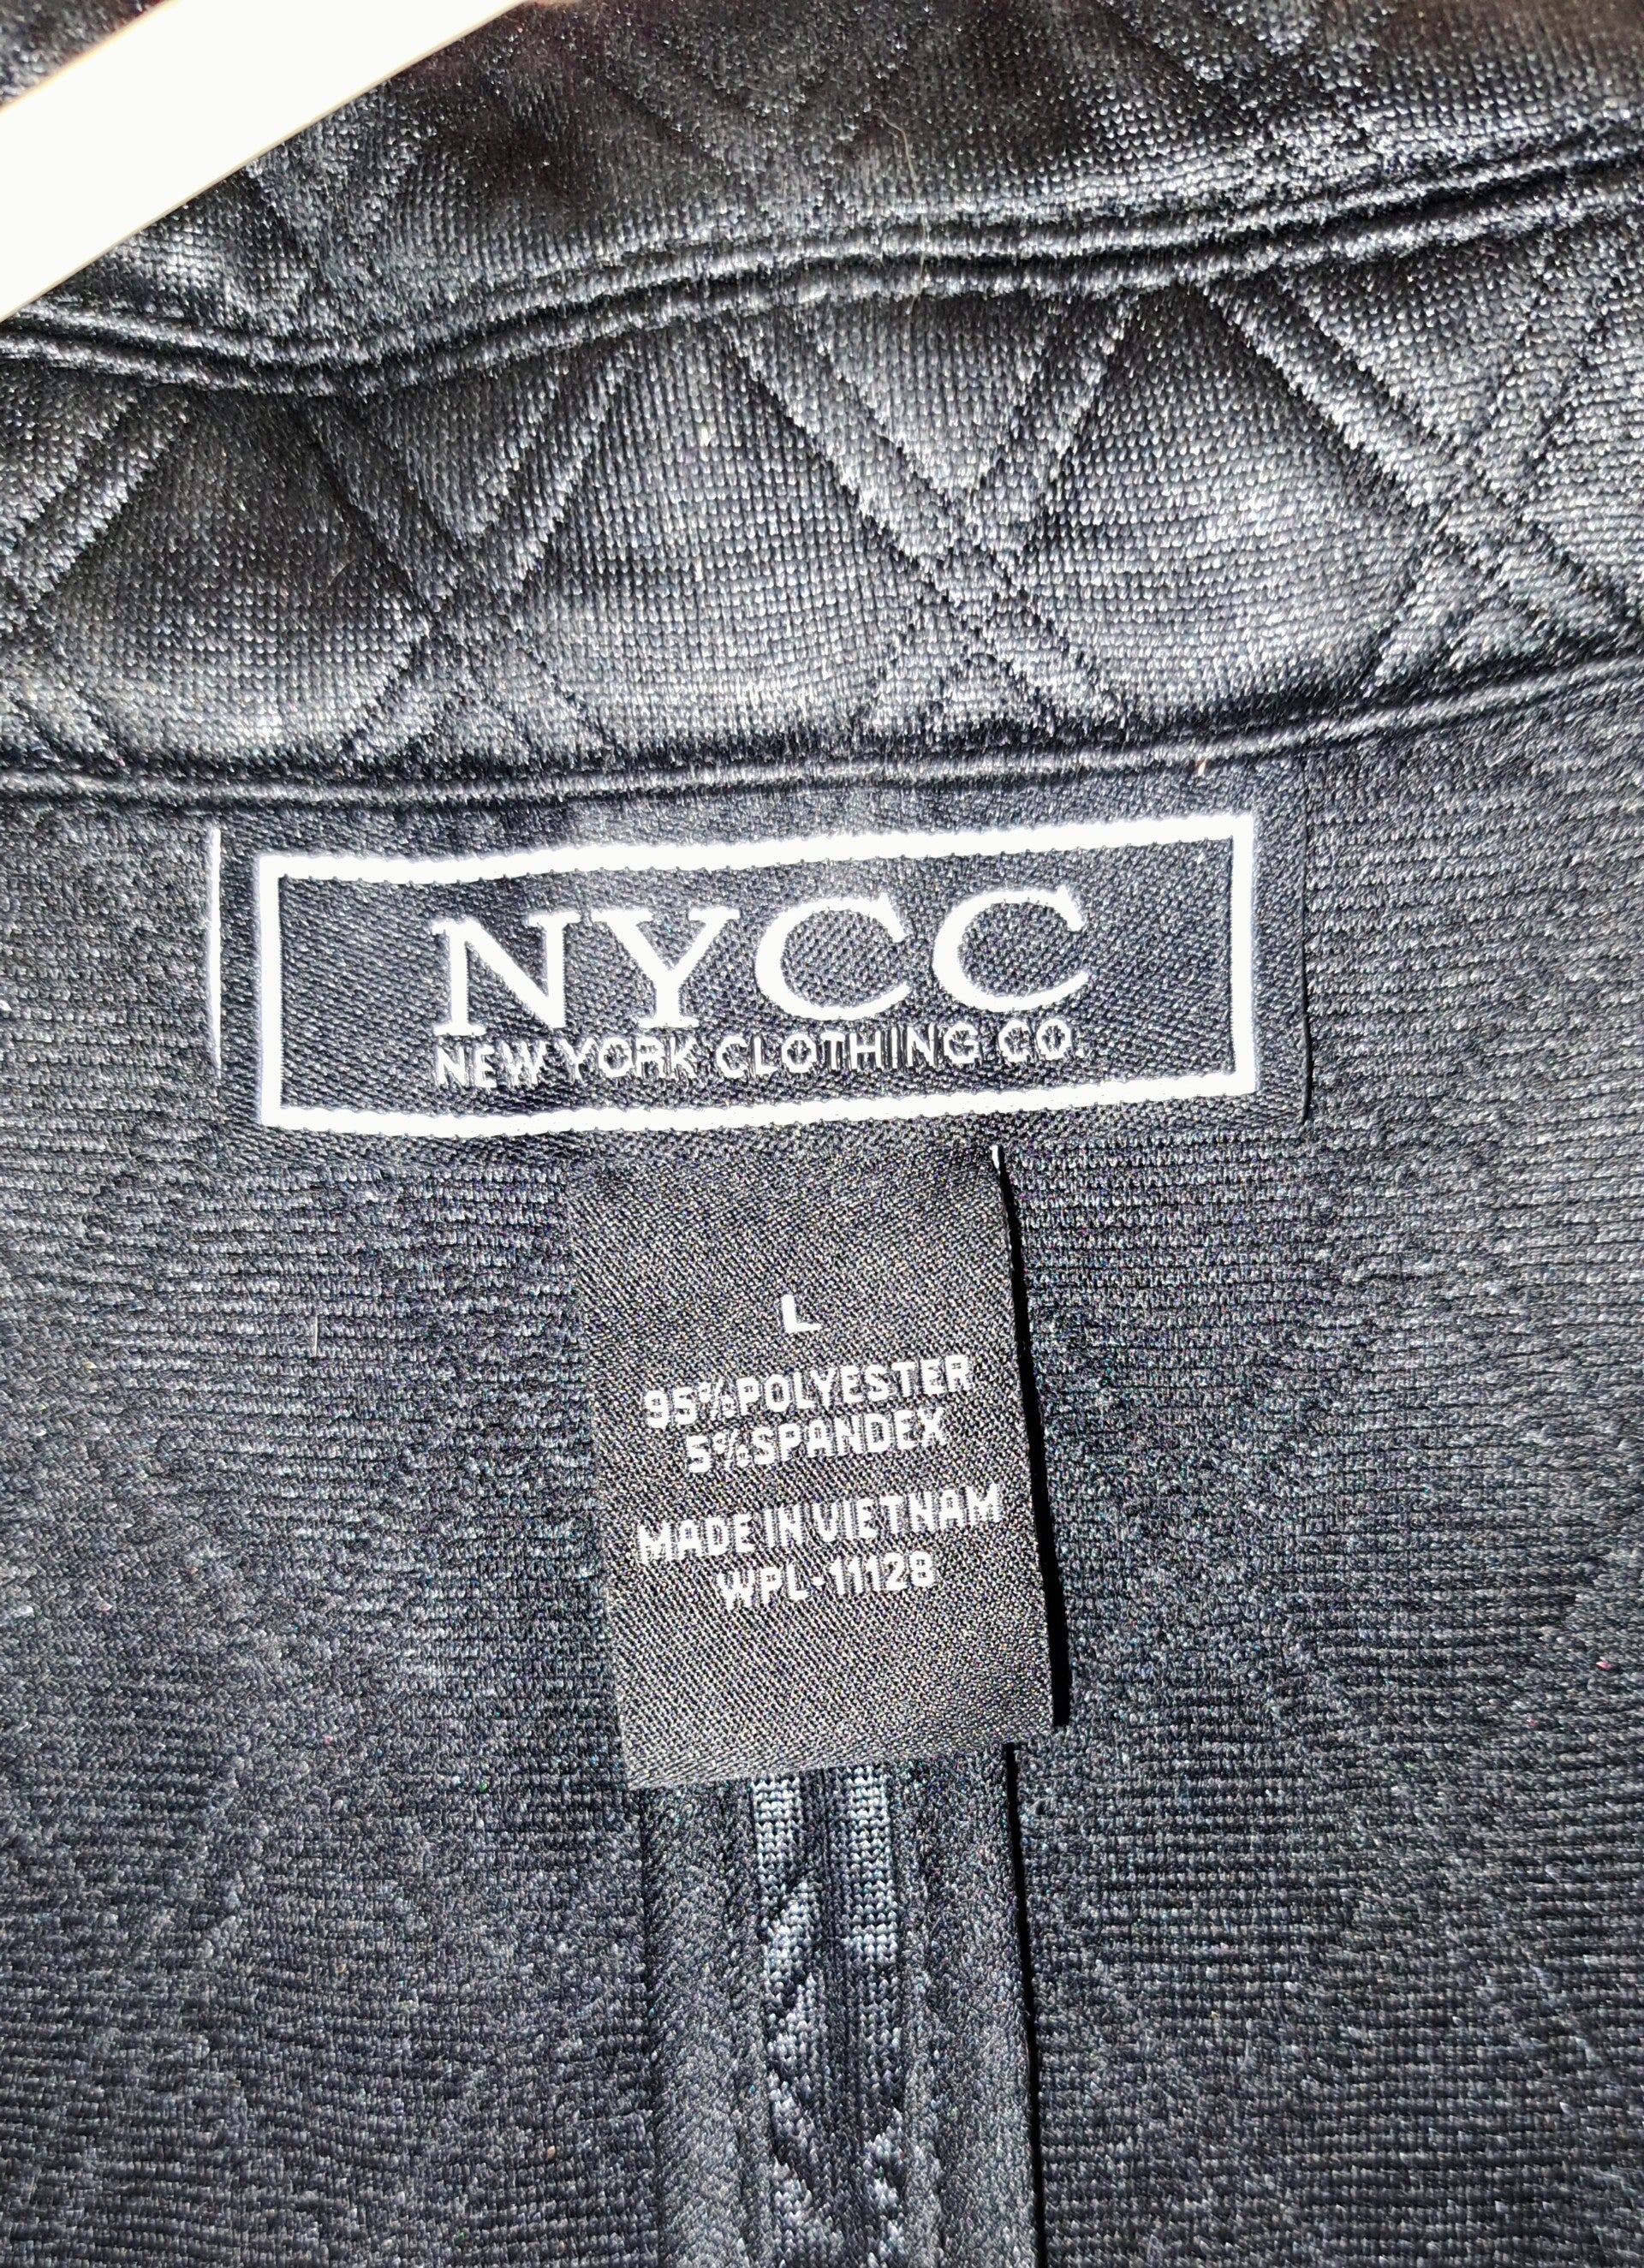 NYCC
NEW YORK CLOTHING CO.
L
95% POLYESTER
5% SPANDEX
MADE IN VIETNAM
WPL-11128